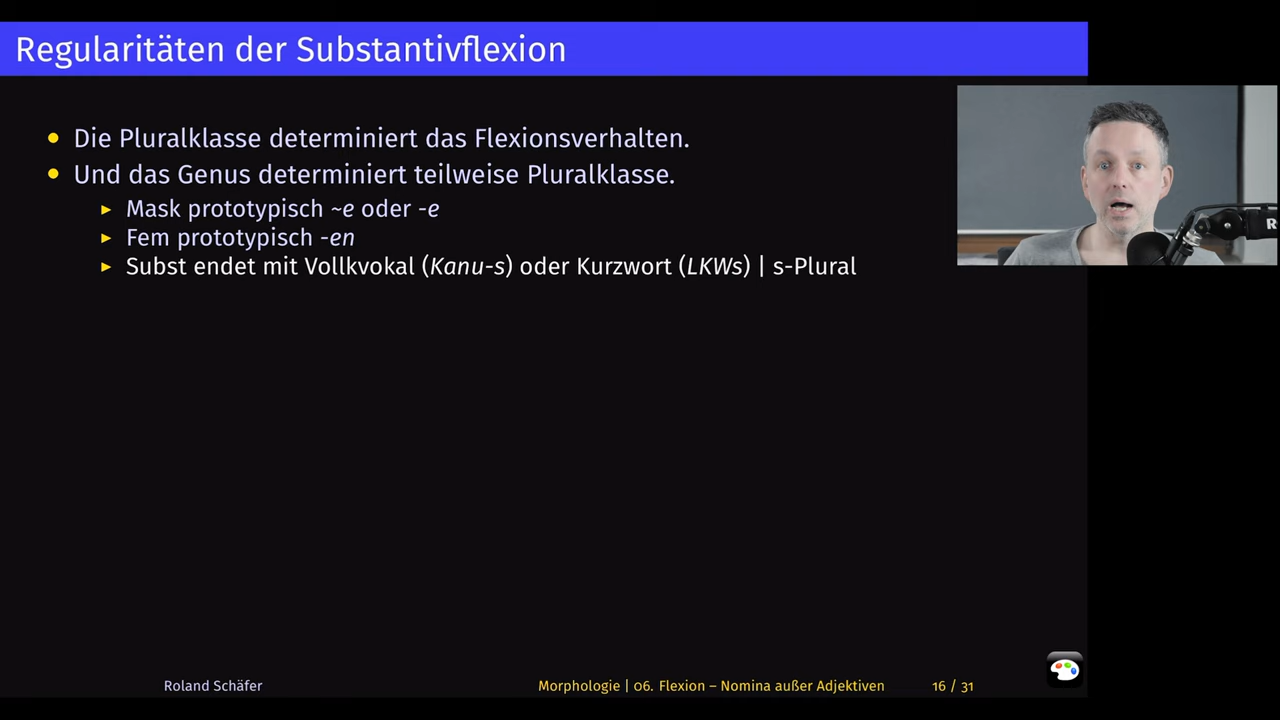 Regularitäten der Substantivflexion
• Die Pluralklasse determiniert das Flexionsverhalten.
• Und das Genus determiniert teilweise Pluralklasse.
▸ Mask prototypisch ~e oder -e
▸ Fem prototypisch -en
▸ Subst endet mit Vollkvokal (Kanu-s) oder Kurzwort (LKWs) | s-Plural
R
Roland Schäfer
Morphologie | 06. Flexion – Nomina außer Adjektiven
16 / 31